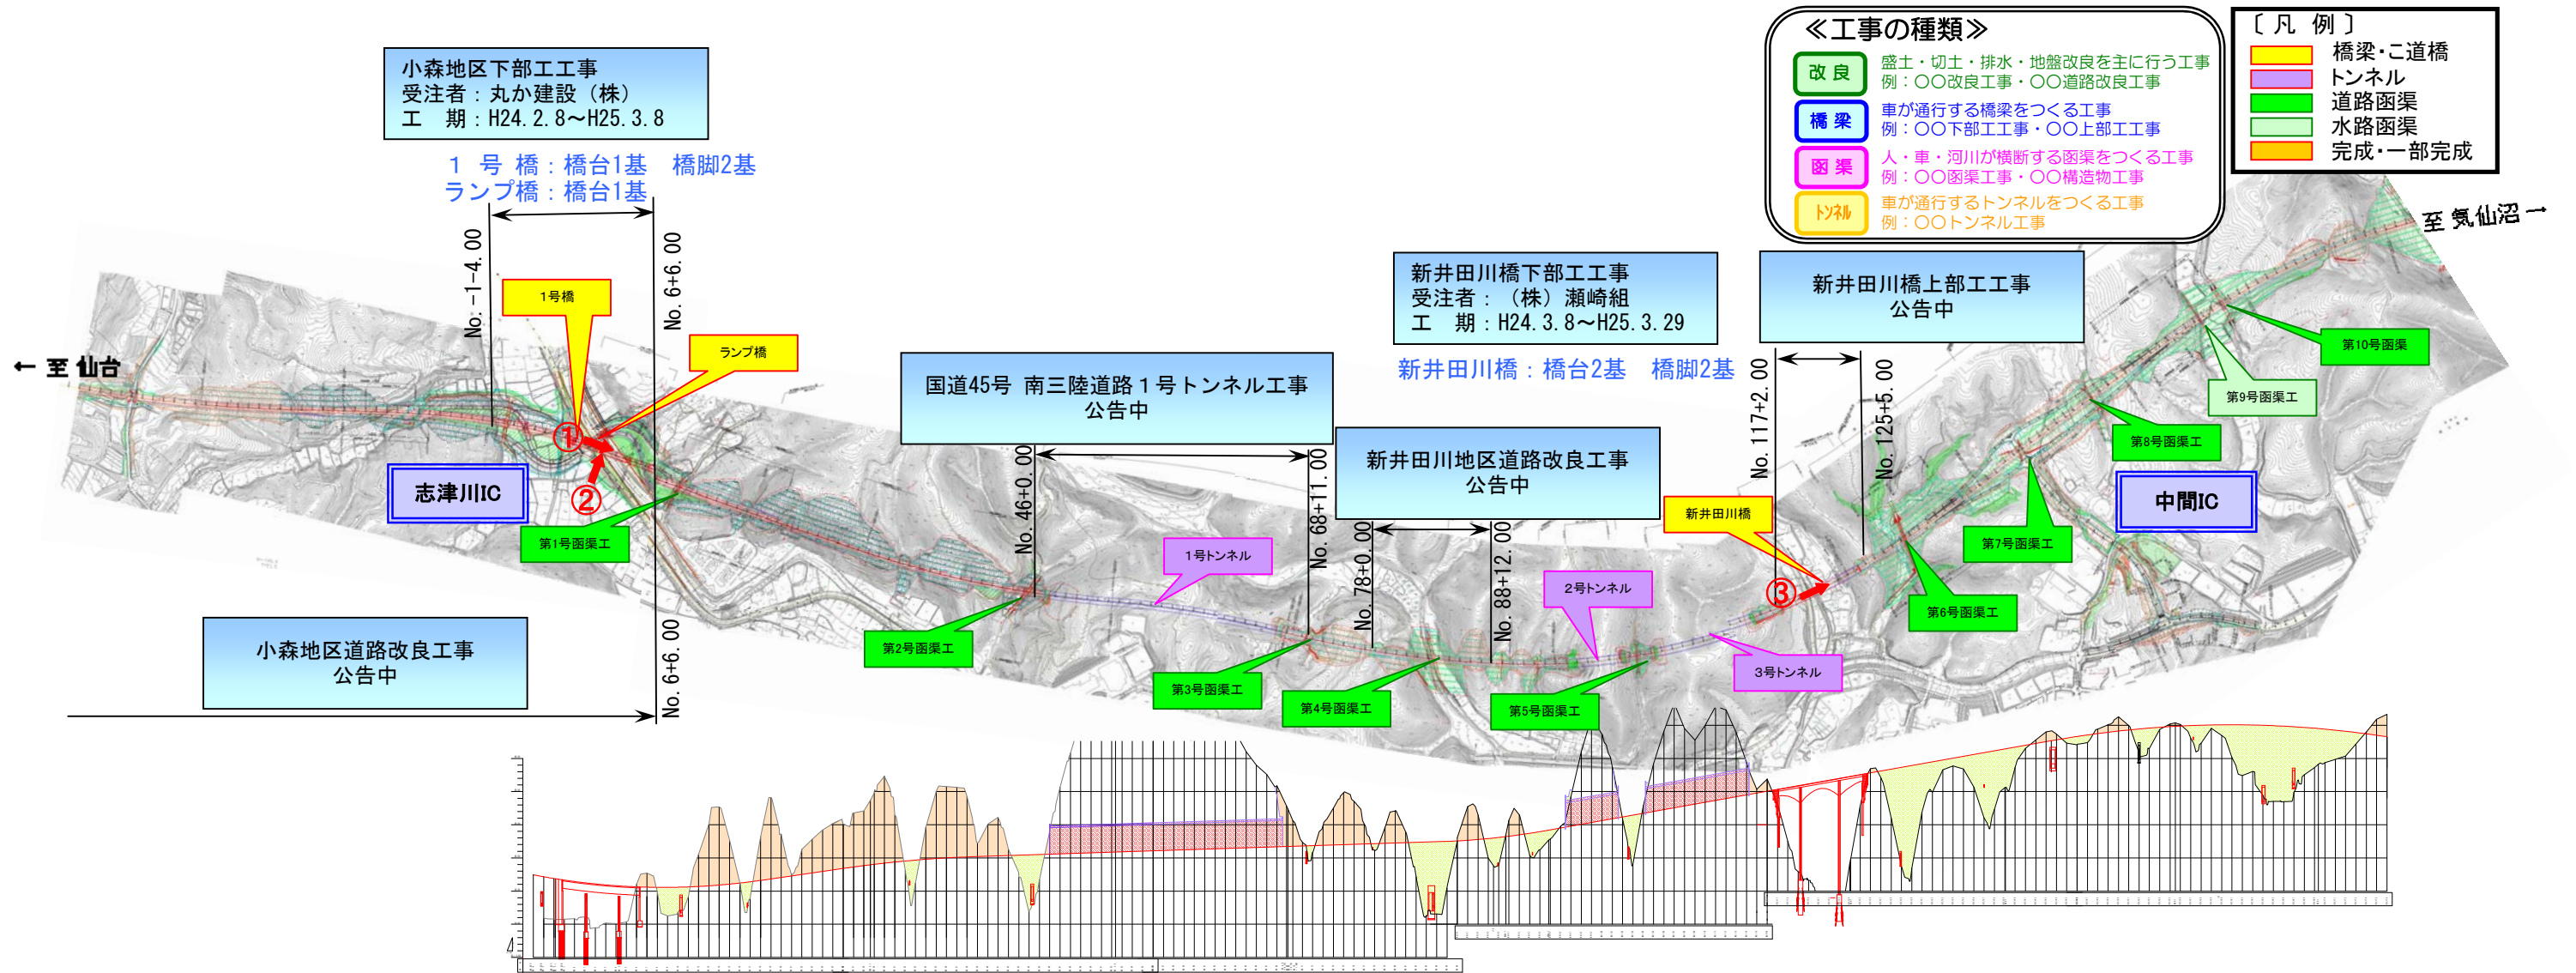 ≪工事の種類≫
改 良
盛土・切土・排水・地盤改良を主に行う工事
例：〇〇改良工事・〇〇道路改良工事
橋 梁
車が通行する橋梁をつくる工事
例：〇〇下部工工事・〇〇上部工工事
函 渠
人・車・河川が横断する函渠をつくる工事
例：〇〇函渠工事・〇〇構造物工事
トンネル
車が通行するトンネルをつくる工事
例：〇〇トンネル工事
〔 凡 例 〕
橋梁・こ道橋
トンネル
道路函渠
水路函渠
完成・一部完成
小森地区下部工工事
受注者：丸か建設（株）
工　期：H24.2.8～H25.3.8
１ 号 橋：橋台1基　橋脚2基
ランプ橋：橋台1基
No.-1-4.00
No.6+6.00
1号橋
ランプ橋
← 至 仙台
至 気仙沼 →
①
②
志津川IC
第1号函渠工
小森地区道路改良工事
公告中
No.6+6.00
国道45号 南三陸道路１号トンネル工事
公告中
No.46+0.00
No.68+11.00
1号トンネル
第2号函渠工
第3号函渠工
新井田川橋下部工工事
受注者：（株）瀬崎組
工　期：H24.3.8～H25.3.29
新井田川橋：橋台2基　橋脚2基
新井田川地区道路改良工事
公告中
No.78+0.00
No.88+12.00
第4号函渠工
2号トンネル
第5号函渠工
3号トンネル
新井田川橋上部工工事
公告中
No.117+2.00
No.125+5.00
新井田川橋
③
第6号函渠工
第7号函渠工
中間IC
第8号函渠工
第9号函渠工
第10号函渠